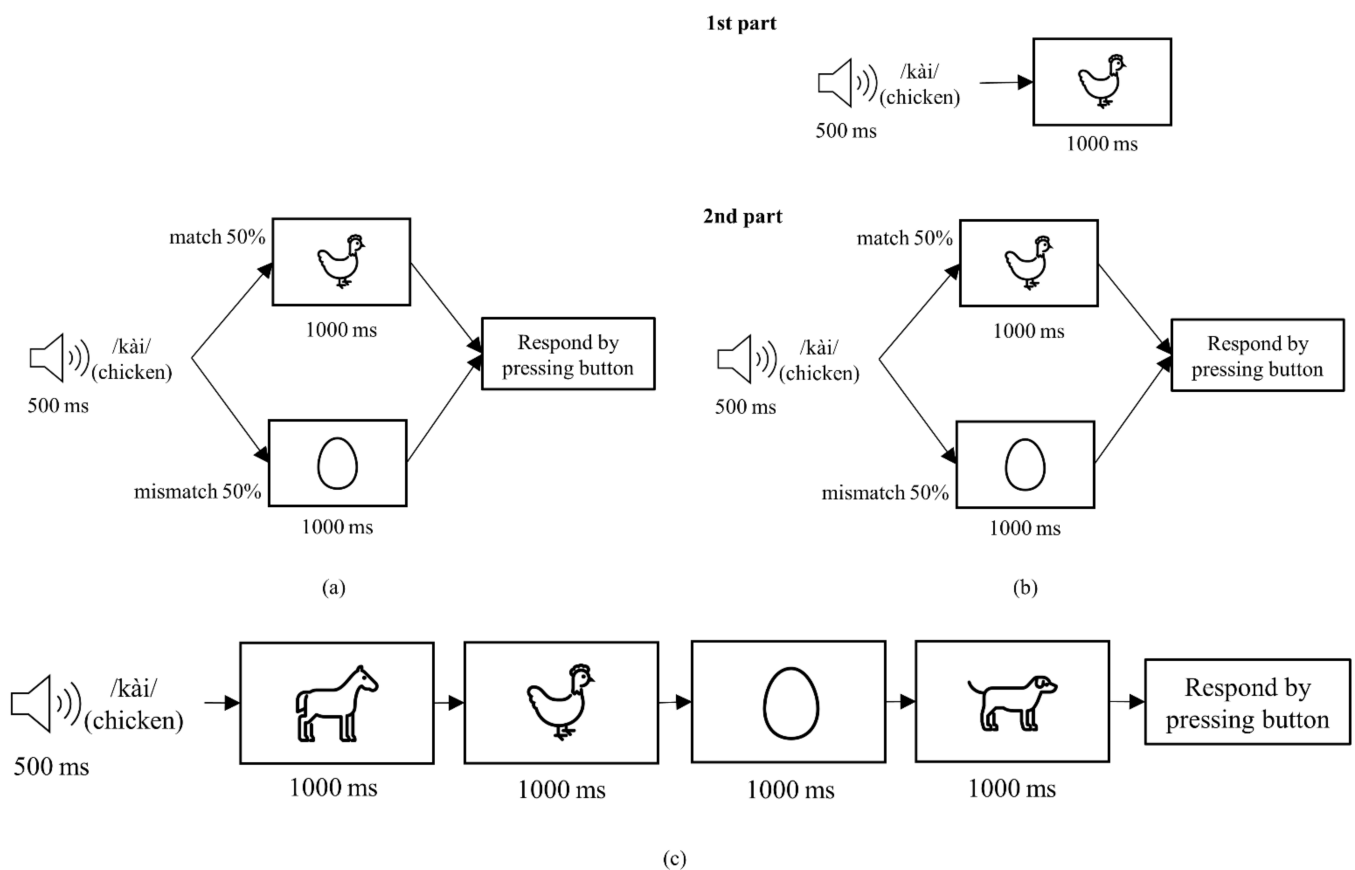 1st part
/kài/
(chicken)
500 ms
1000 ms
match 50%
1000 ms
/kài/
(chicken)
500 ms
Respond by
pressing button
mismatch 50%
1000 ms
(a)
2nd part
match 50%
1000 ms
/kài/
(chicken)
500 ms
Respond by
pressing button
mismatch 50%
1000 ms
(b)
/kài/
(chicken)
500 ms
1000 ms
1000 ms
1000 ms
1000 ms
Respond by
pressing button
(c)